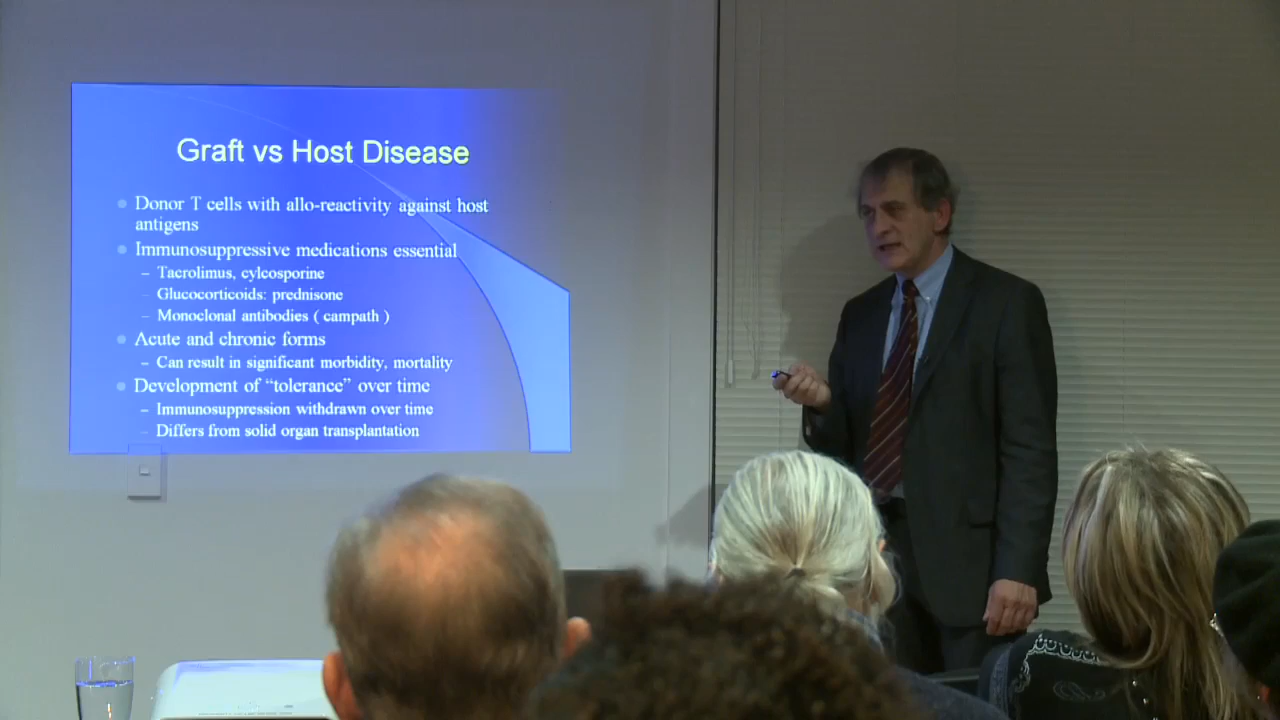 Graft vs Host Disease
Donor T cells with allo-reactivity against host
antigens
Immunosuppressive medications essential
– Tacrolimus, cylcosporine
– Glucocorticoids: prednisone
– Monoclonal antibodies ( campath )
Acute and chronic forms
– Can result in significant morbidity, mortality
Development of “tolerance” over time
– Immunosuppression withdrawn over time
– Differs from solid organ transplantation